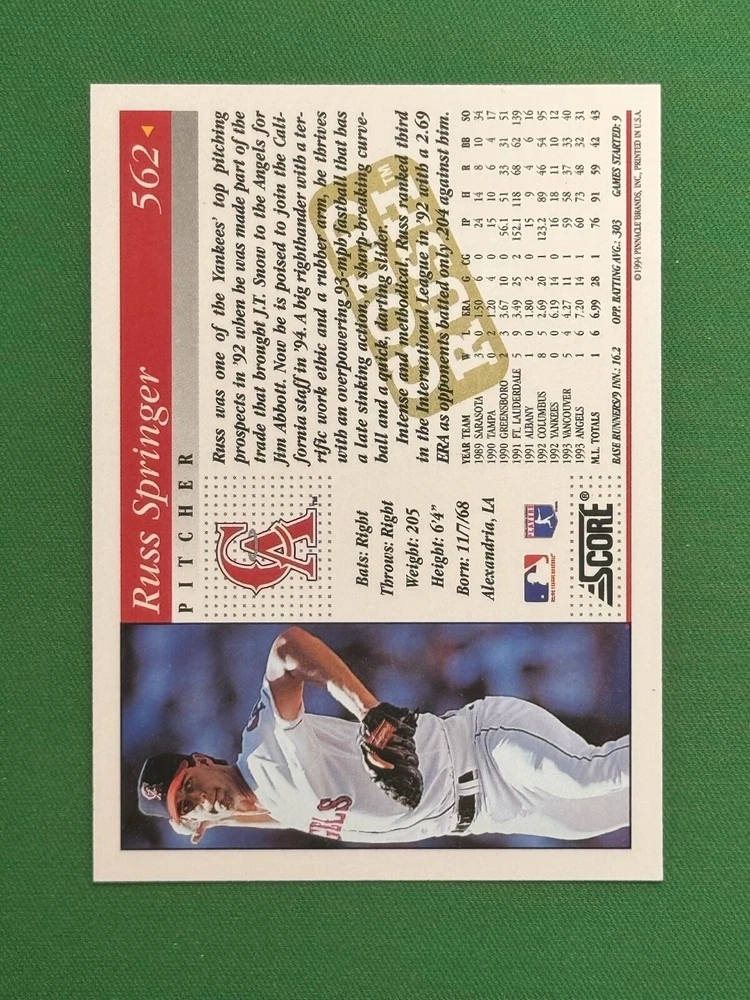 Russ Springer 562
PITCHER
CA
TM
Bats: Right
Throws: Right
Weight: 205
Height: 6'4"
Born: 11/7/68
Alexandria, LA
PLAYERS
SCORE®
Russ was one of the Yankees' top pitching
prospects in '92 when he was made part of the
trade that brought J.T. Snow to the Angels for
Jim Abbott. Now he is poised to join the Cali-
fornia staff in '94. A big righthander with a ter-
rific work ethic and a rubber arm, he thrives
with an overpowering 93-mph fastball that has
a late sinking action, a sharp-breaking curve-
ball and a quick, darting slider.
Intense and methodical, Russ ranked third
in the International League in '92 with a 2.69
ERA as opponents batted only .204 against him.
GOLD
RUSH™
YEAR TEAM W L ERA G CG IP H R BB SO
1989 SARASOTA 3 0 1.50 6 0 24 14 8 10 34
1990 TAMPA 0 2 1.20 4 0 15 10 6 4 17
1990 GREENSBORO 2 3 3.67 10 0 56.1 51 33 31 51
1991 FT. LAUDERDALE 5 9 3.49 25 2 152.1 118 68 62 139
1991 ALBANY 1 0 1.80 2 0 15 9 4 6 16
1992 COLUMBUS 8 5 2.69 20 1 123.2 89 46 54 95
1992 YANKEES 0 0 6.19 14 0 16 18 11 10 12
1993 VANCOUVER 5 4 4.27 11 1 59 58 37 33 40
1993 ANGELS 1 6 7.20 14 1 60 73 48 32 31
M.L. TOTALS 1 6 6.99 28 1 76 91 59 42 43
BASE RUNNERS/9 INN.: 16.2 OPP. BATTING AVG.: .303 GAMES STARTED: 9
©1994 PINNACLE BRANDS, INC., PRINTED IN U.S.A.
GELS